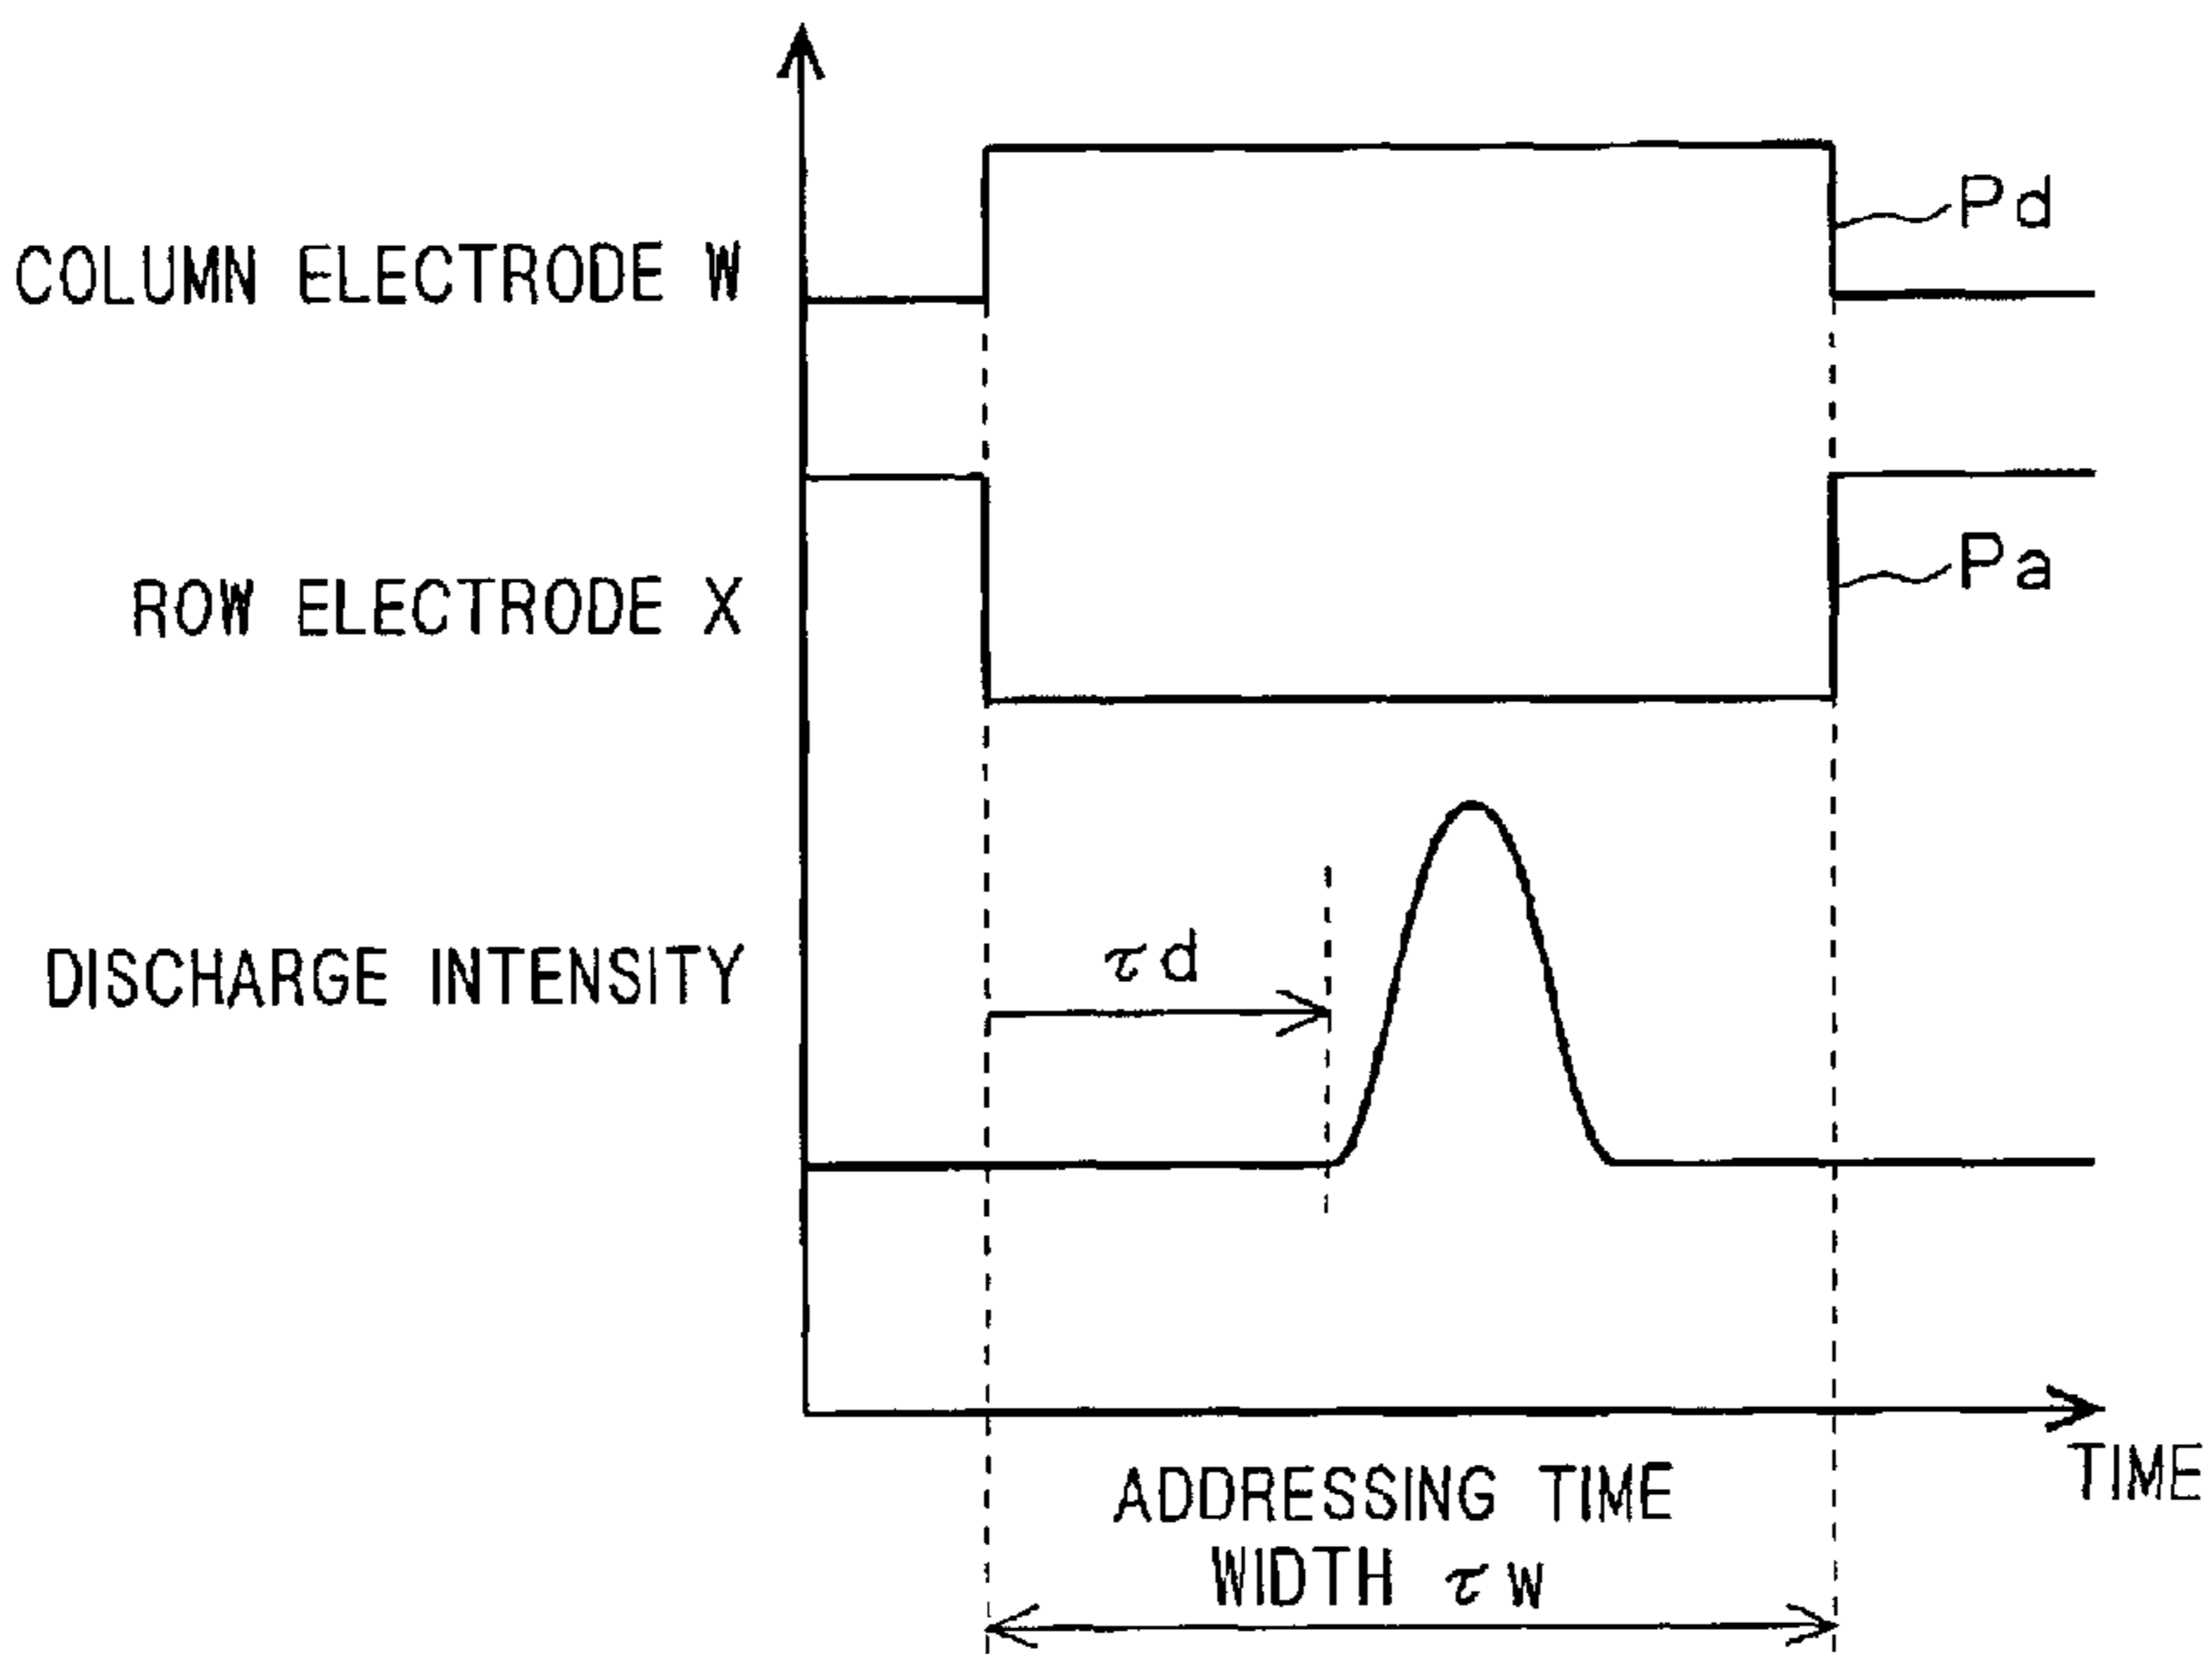 Pd
COLUMN ELECTRODE W
Pa
ROW ELECTRODE X
τd
DISCHARGE INTENSITY
TIME
ADDRESSING TIME
WIDTH τw